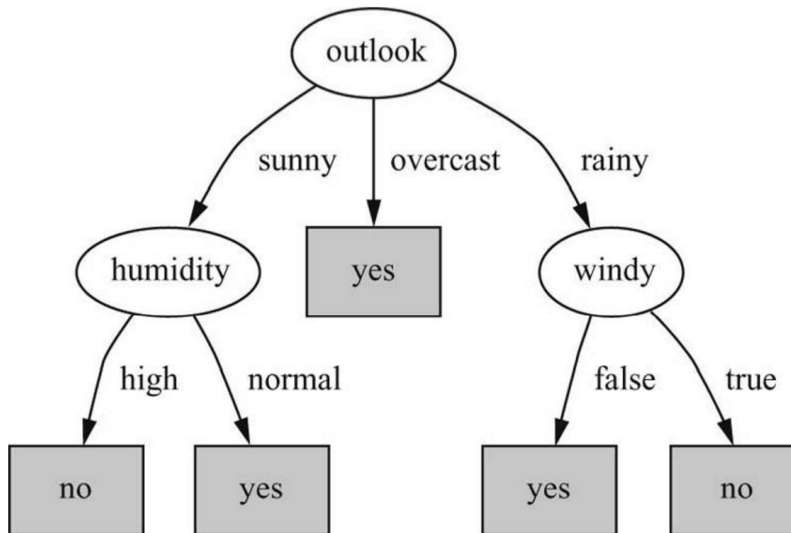 outlook
sunny overcast rainy
humidity yes windy
high normal false true
no yes yes no